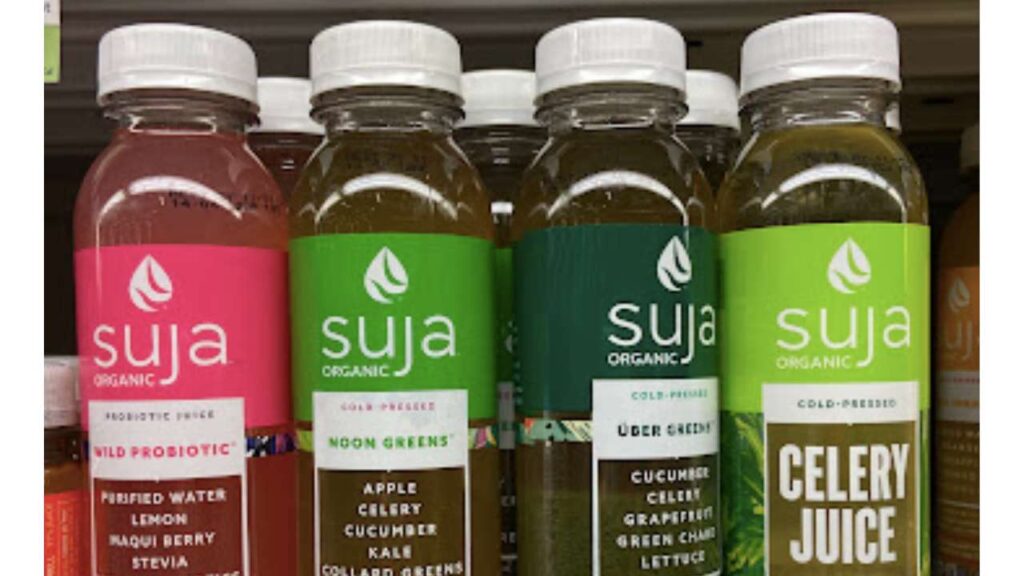 suja
ORGANIC
PROBIOTIC JUICE
WILD PROBIOTIC
PURIFIED WATER
LEMON
MAQUI BERRY
STEVIA
suja
ORGANIC
COLD-PRESSED
NOON GREENS
APPLE
CELERY
CUCUMBER
KALE
COLLARD GREENS
suja
ORGANIC
COLD-PRESSED
ÜBER GREENS
CUCUMBER
CELERY
GRAPEFRUIT
GREEN CHARD
LETTUCE
suja
ORGANIC
COLD-PRESSED
CELERY
JUICE